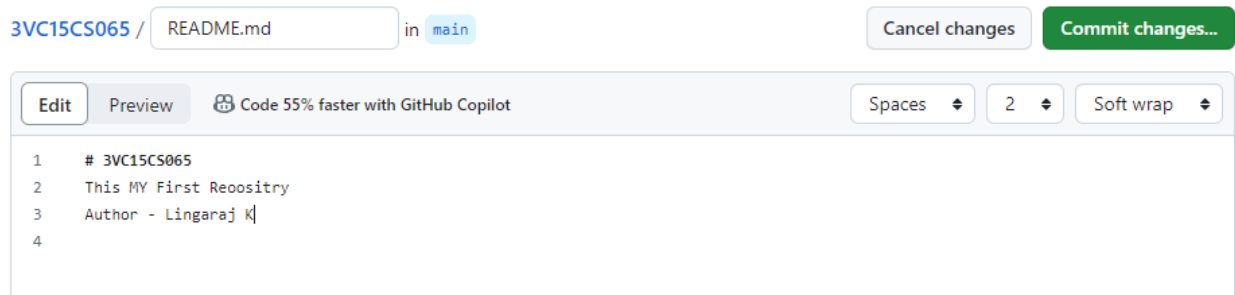 3VC15CS065 / README.md in main Cancel changes Commit changes...
Edit Preview Code 55% faster with GitHub Copilot Spaces 2 Soft wrap
1 # 3VC15CS065
2 This MY First Reoositry
3 Author - Lingaraj K
4